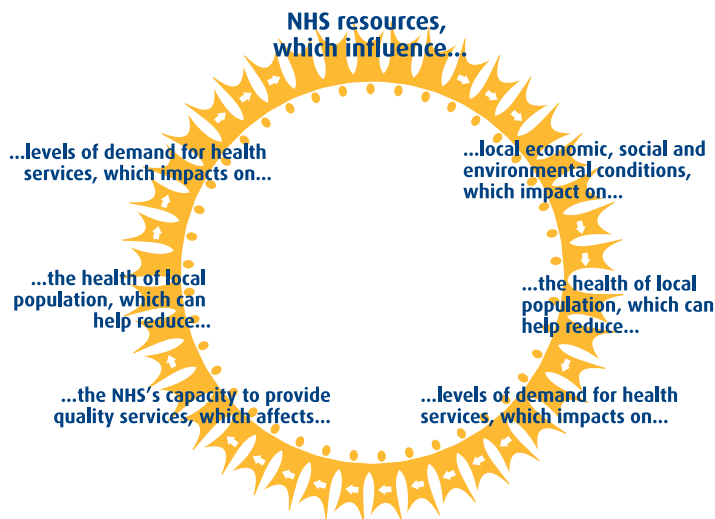 NHS resources,
which influence...
...local economic, social and
environmental conditions,
which impact on...
...the health of local
population, which can
help reduce...
...levels of demand for health
services, which impacts on...
...the NHS's capacity to provide
quality services, which affects...
...the health of local
population, which can
help reduce...
...levels of demand for health
services, which impacts on...